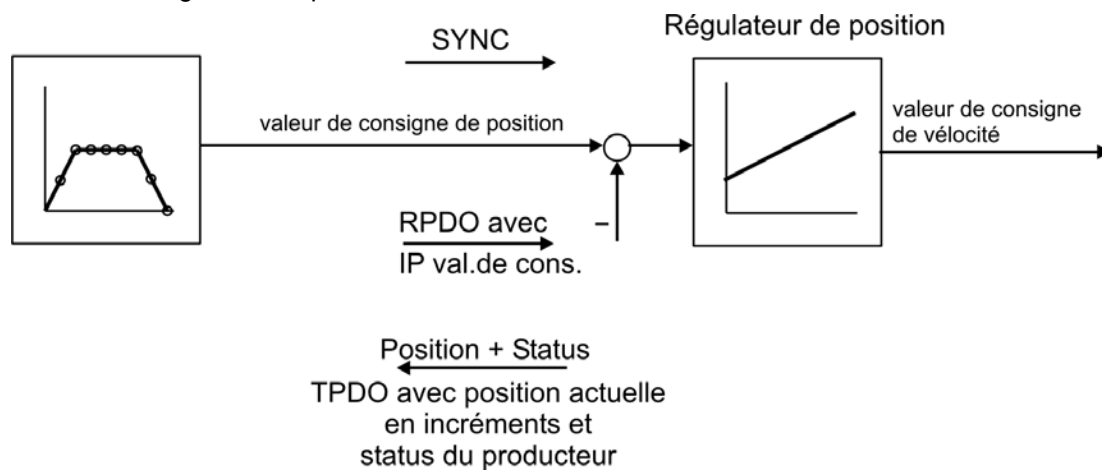 SYNC
Régulateur de position
valeur de consigne de position
valeur de consigne
de vélocité
RPDO avec
IP val.de cons.
–
Position + Status
TPDO avec position actuelle
en incréments et
status du producteur